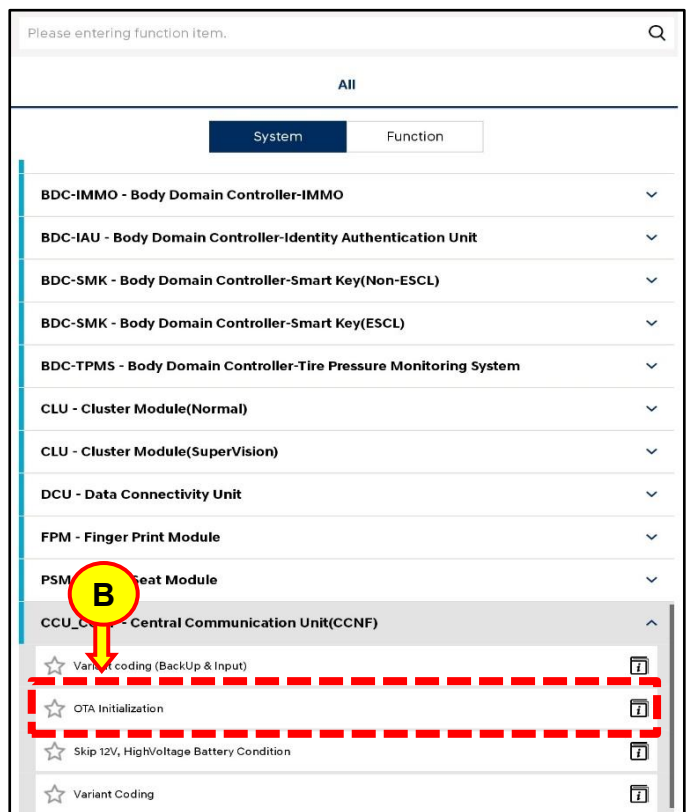 Please entering function item.
All
System Function
BDC-IMMO - Body Domain Controller-IMMO
BDC-IAU - Body Domain Controller-Identity Authentication Unit
BDC-SMK - Body Domain Controller-Smart Key(Non-ESCL)
BDC-SMK - Body Domain Controller-Smart Key(ESCL)
BDC-TPMS - Body Domain Controller-Tire Pressure Monitoring System
CLU - Cluster Module(Normal)
CLU - Cluster Module(SuperVision)
DCU - Data Connectivity Unit
FPM - Finger Print Module
PSM Seat Module
B
- Central Communication Unit(CCNF)
coding (BackUp & Input)
OTA Initialization
Skip 12V, HighVoltage Battery Condition
Variant Coding